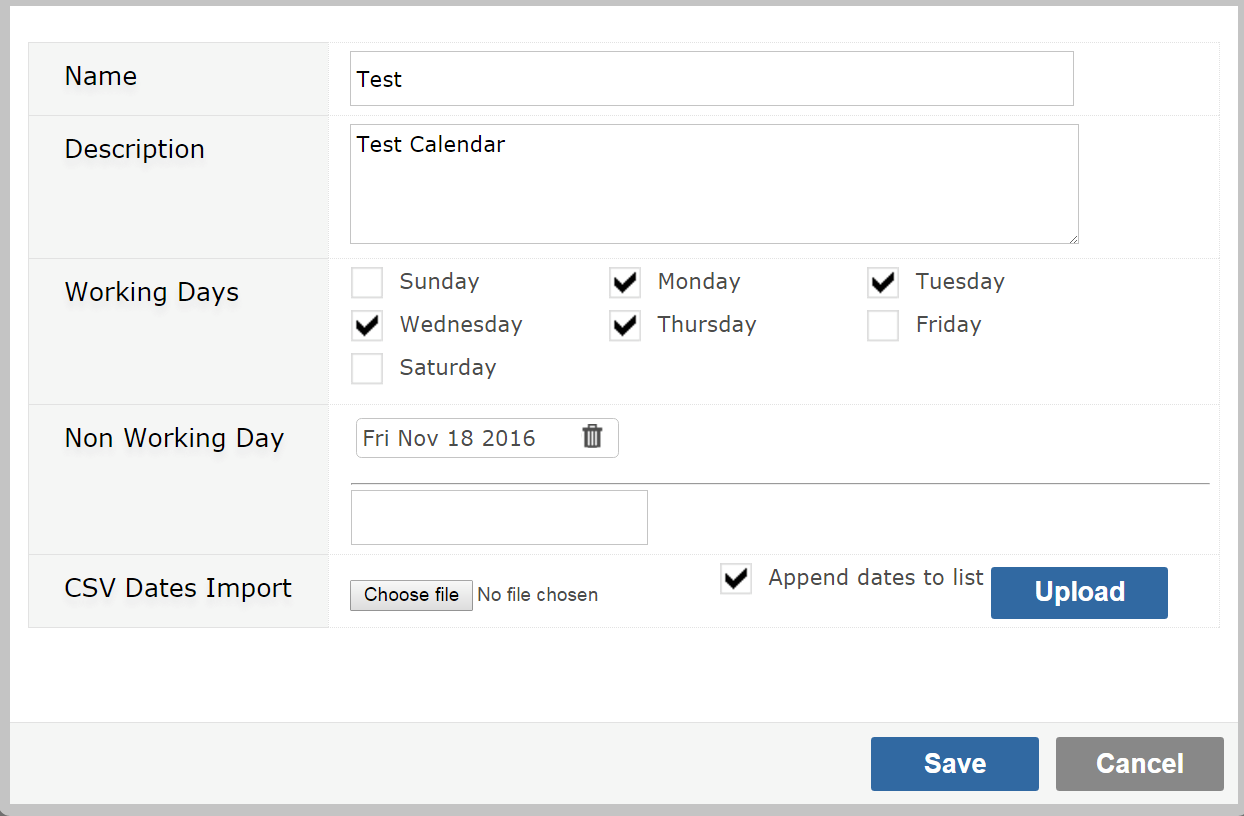 Name
Test
Description
Test Calendar
Working Days
Sunday Monday Tuesday
Wednesday Thursday Friday
Saturday
Non Working Day
Fri Nov 18 2016
CSV Dates Import
Choose file No file chosen
Append dates to list
Upload
Save Cancel